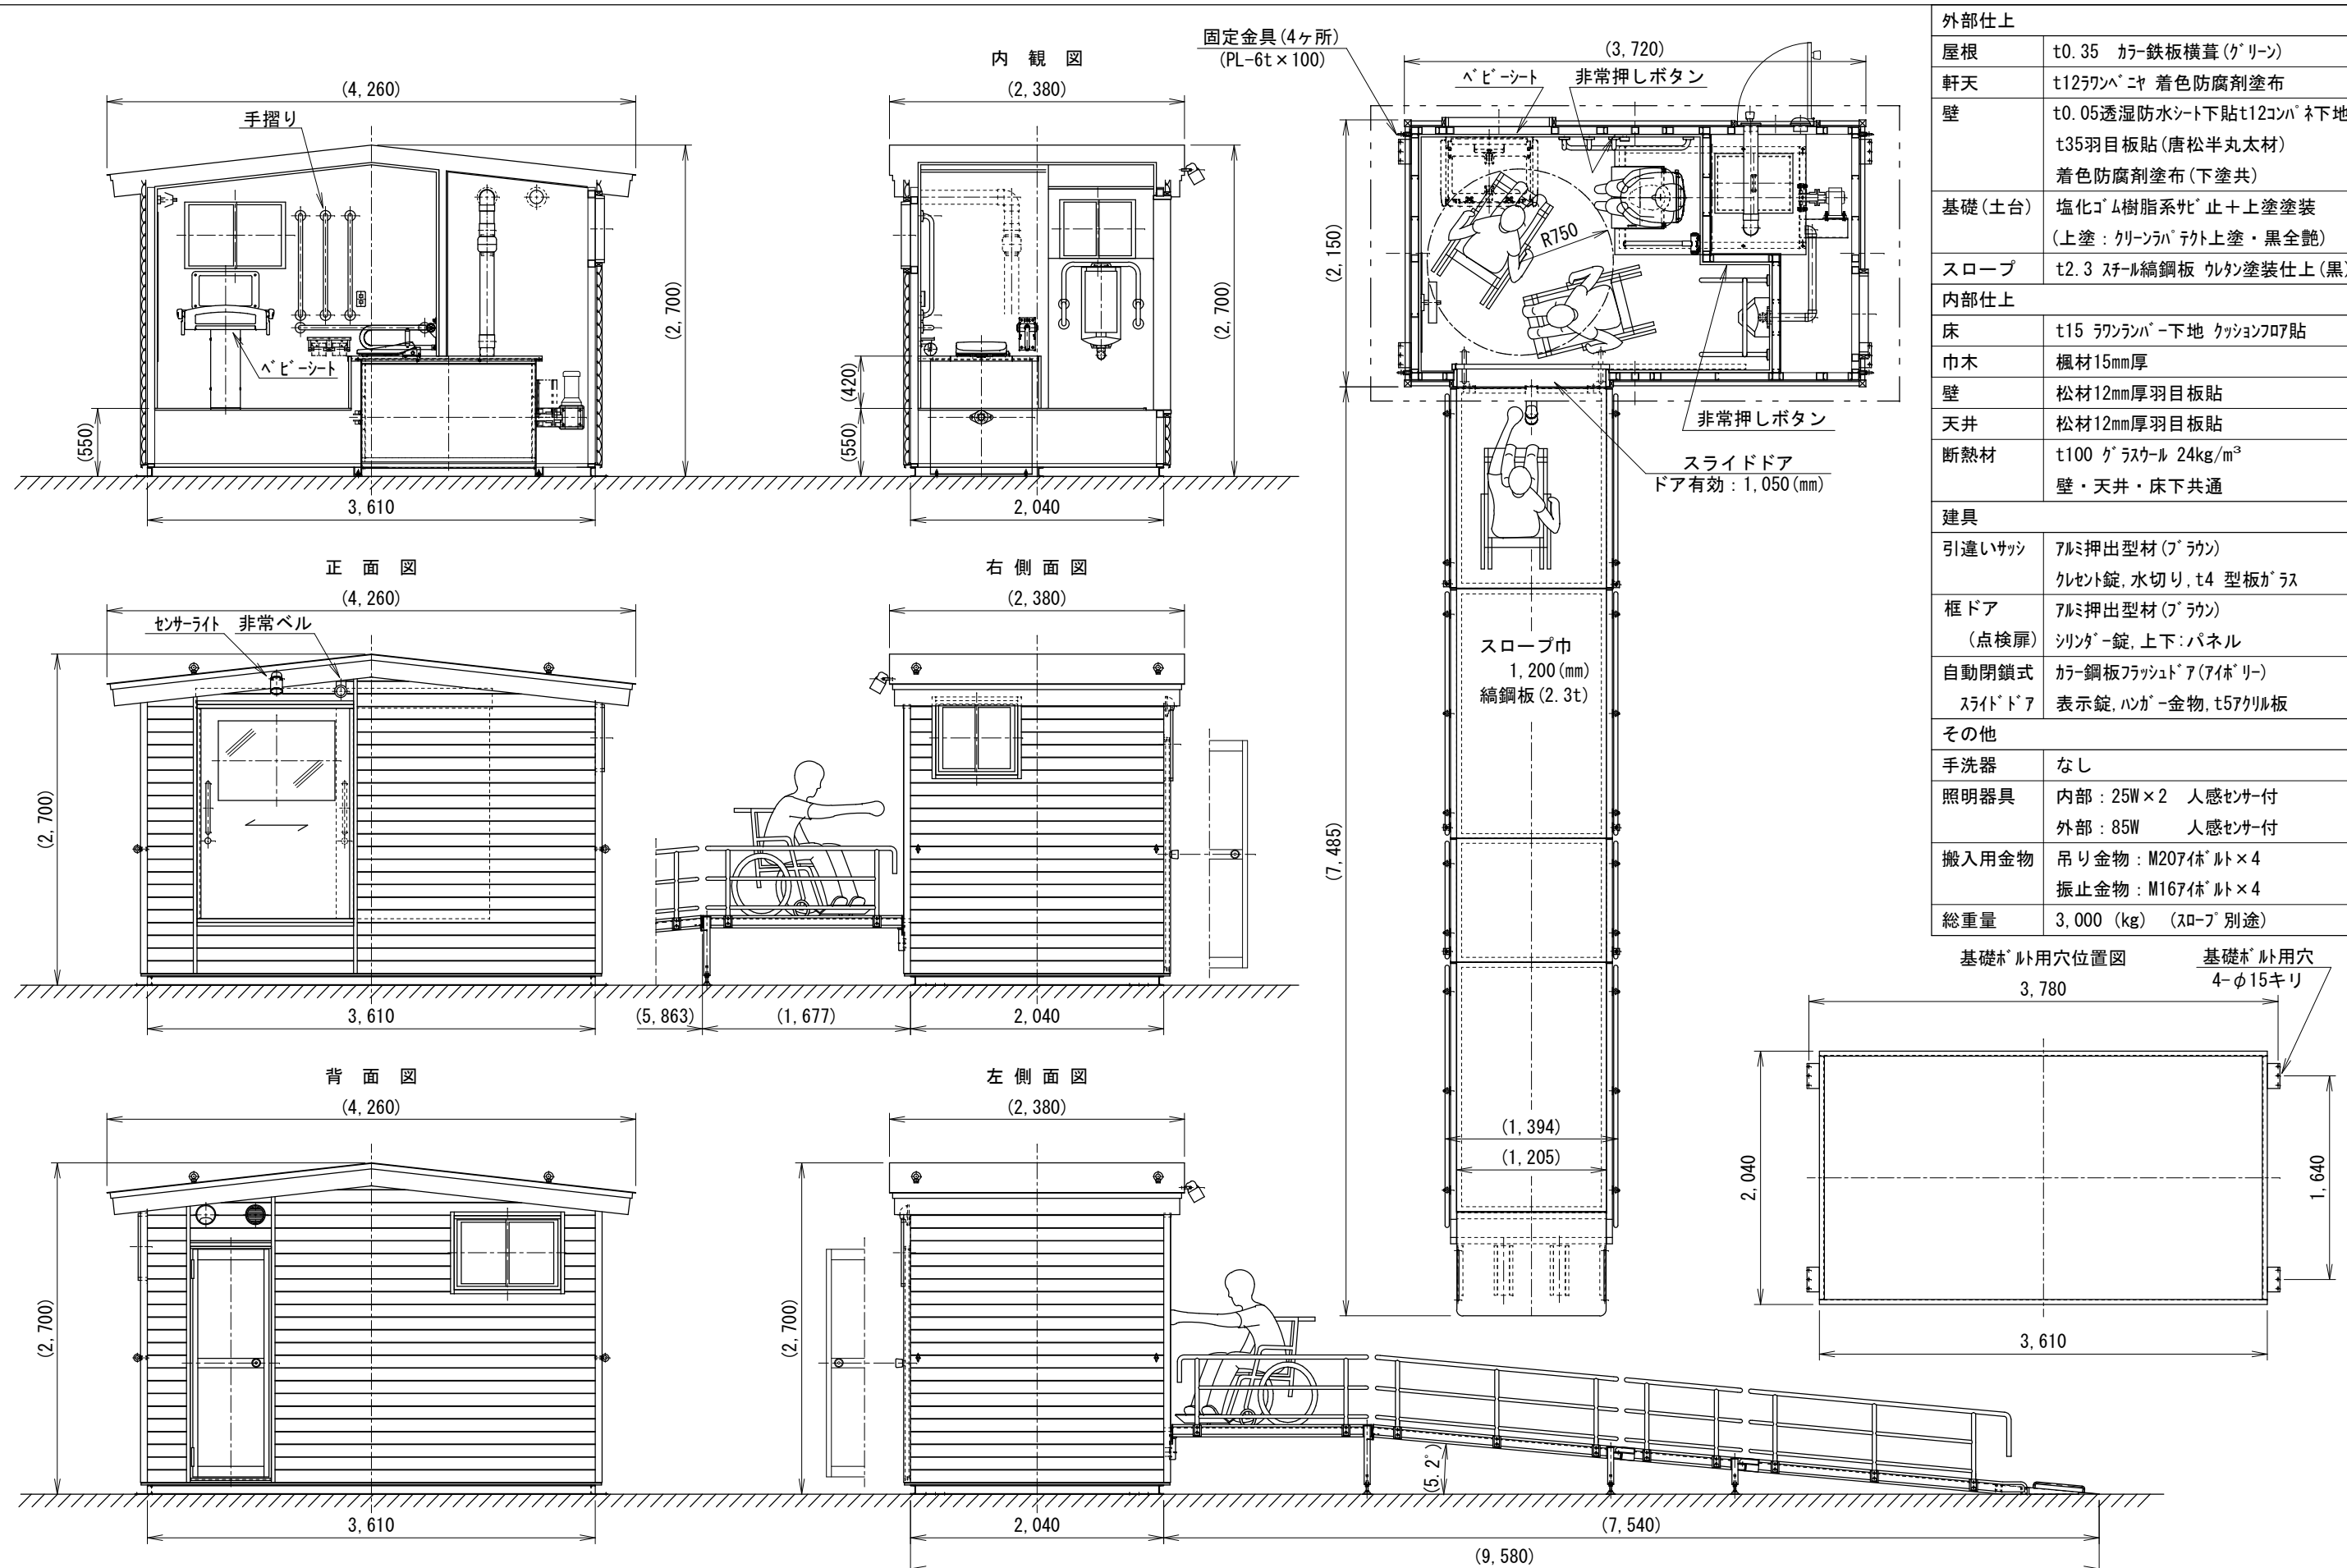 内 観 図
(4,260)
手摺り
ベビーシート
(550)
(2,700)
3,610
(2,380)
(420)
(550)
(2,700)
2,040
固定金具(4ヶ所)
(PL-6t×100)
(3,720)
ベビーシート
非常押しボタン
R750
(2,150)
非常押しボタン
スライドドア
ドア有効：1,050(mm)
スロープ巾
1,200(mm)
縞鋼板(2.3t)
(7,485)
(1,394)
(1,205)
正 面 図
(4,260)
センサーライト
非常ベル
(2,700)
3,610
右 側 面 図
(2,380)
(5,863)
(1,677)
2,040
背 面 図
(4,260)
(2,700)
3,610
左 側 面 図
(2,380)
(2,700)
(5.2°)
2,040
(7,540)
(9,580)
外部仕上
屋根 t0.35 カラー鉄板横葺(グリーン)
軒天 t12ラワンベニヤ 着色防腐剤塗布
壁 t0.05透湿防水シート下貼t12コンパネ下地
t35羽目板貼(唐松半丸太材)
着色防腐剤塗布(下塗共)
基礎(土台) 塩化ゴム樹脂系サビ止＋上塗塗装
(上塗：クリーンラバテクト上塗・黒全艶)
スロープ t2.3 スチール縞鋼板 ウレタン塗装仕上(黒)
内部仕上
床 t15 ラワンランバー下地 クッションフロア貼
巾木 楓材15mm厚
壁 松材12mm厚羽目板貼
天井 松材12mm厚羽目板貼
断熱材 t100 グラスウール 24kg/m³
壁・天井・床下共通
建具
引違いサッシ アルミ押出型材(ブラウン)
クレセント錠,水切り,t4 型板ガラス
框ドア アルミ押出型材(ブラウン)
(点検扉) シリンダー錠,上下:パネル
自動閉鎖式 カラー鋼板フラッシュドア(アイボリー)
スライドドア 表示錠,ハンガー金物,t5アクリル板
その他
手洗器 なし
照明器具 内部：25W×2 人感センサー付
外部：85W 人感センサー付
搬入用金物 吊り金物：M20アイボルト×4
振止金物：M16アイボルト×4
総重量 3,000 (kg) (スロープ別途)
基礎ボルト用穴位置図
基礎ボルト用穴
4-φ15キリ
3,780
2,040
1,640
3,610